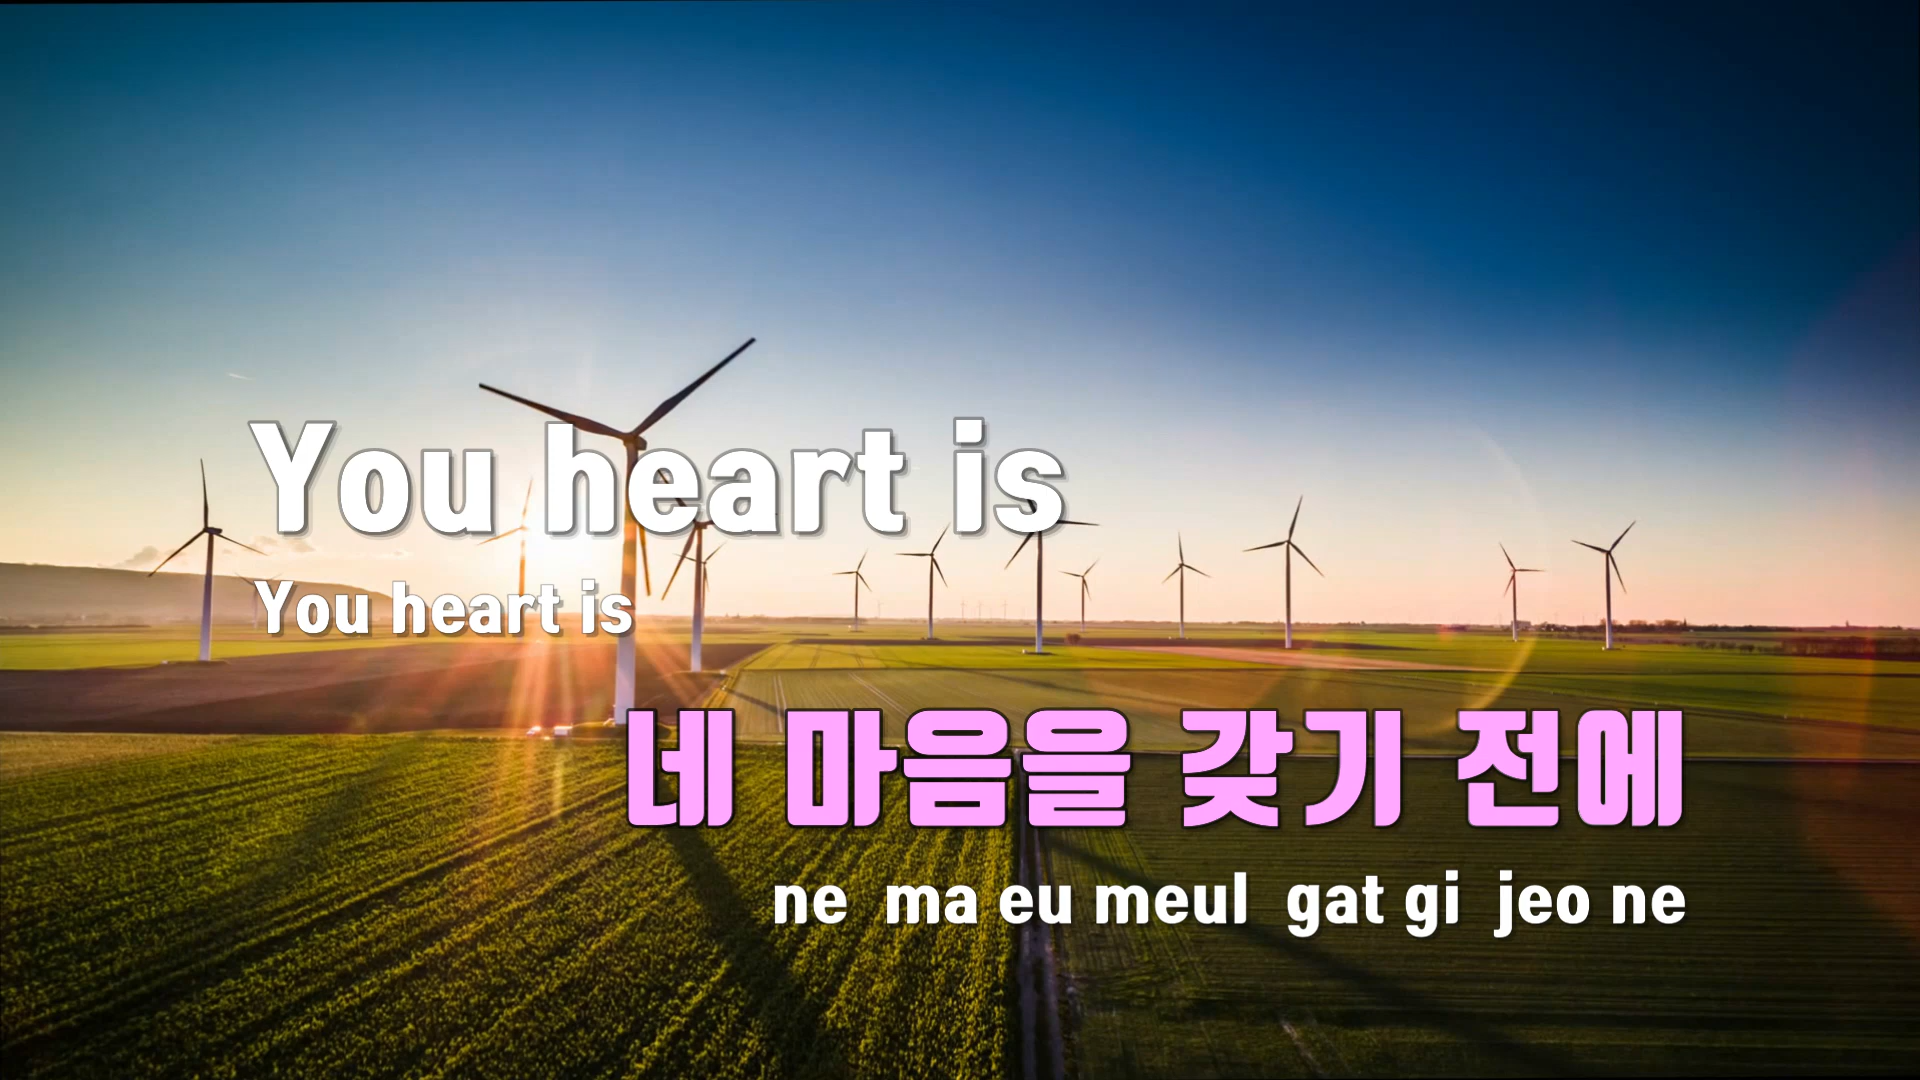 You heart is
You heart is
네 마음을 갖기 전에
ne ma eu meul gat gi jeo ne